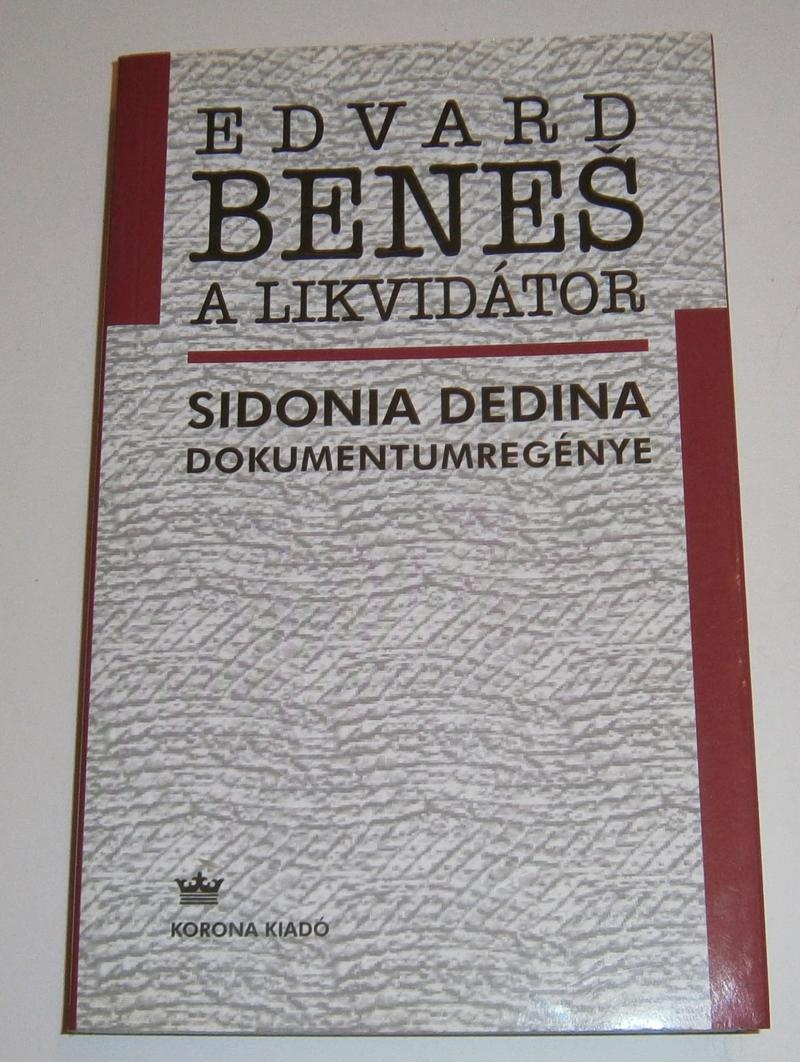 EDVARD
BENEŠ
A LIKVIDÁTOR
SIDONIA DEDINA
DOKUMENTUMREGÉNYE
KORONA KIADÓ